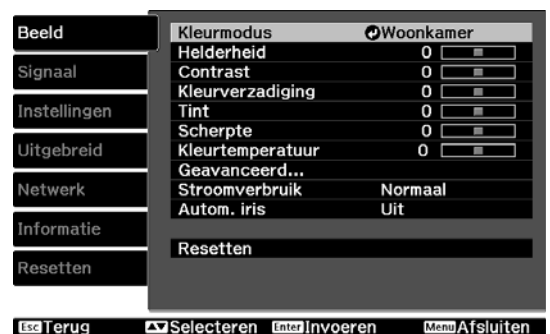 Beeld
Signaal
Instellingen
Uitgebreid
Netwerk
Informatie
Resetten
Kleurmodus Woonkamer
Helderheid 0
Contrast 0
Kleurverzadiging 0
Tint 0
Scherpte 0
Kleurtemperatuur 0
Geavanceerd...
Stroomverbruik Normaal
Autom. iris Uit
Resetten
Esc Terug Selecteren Enter Invoeren Menu Afsluiten